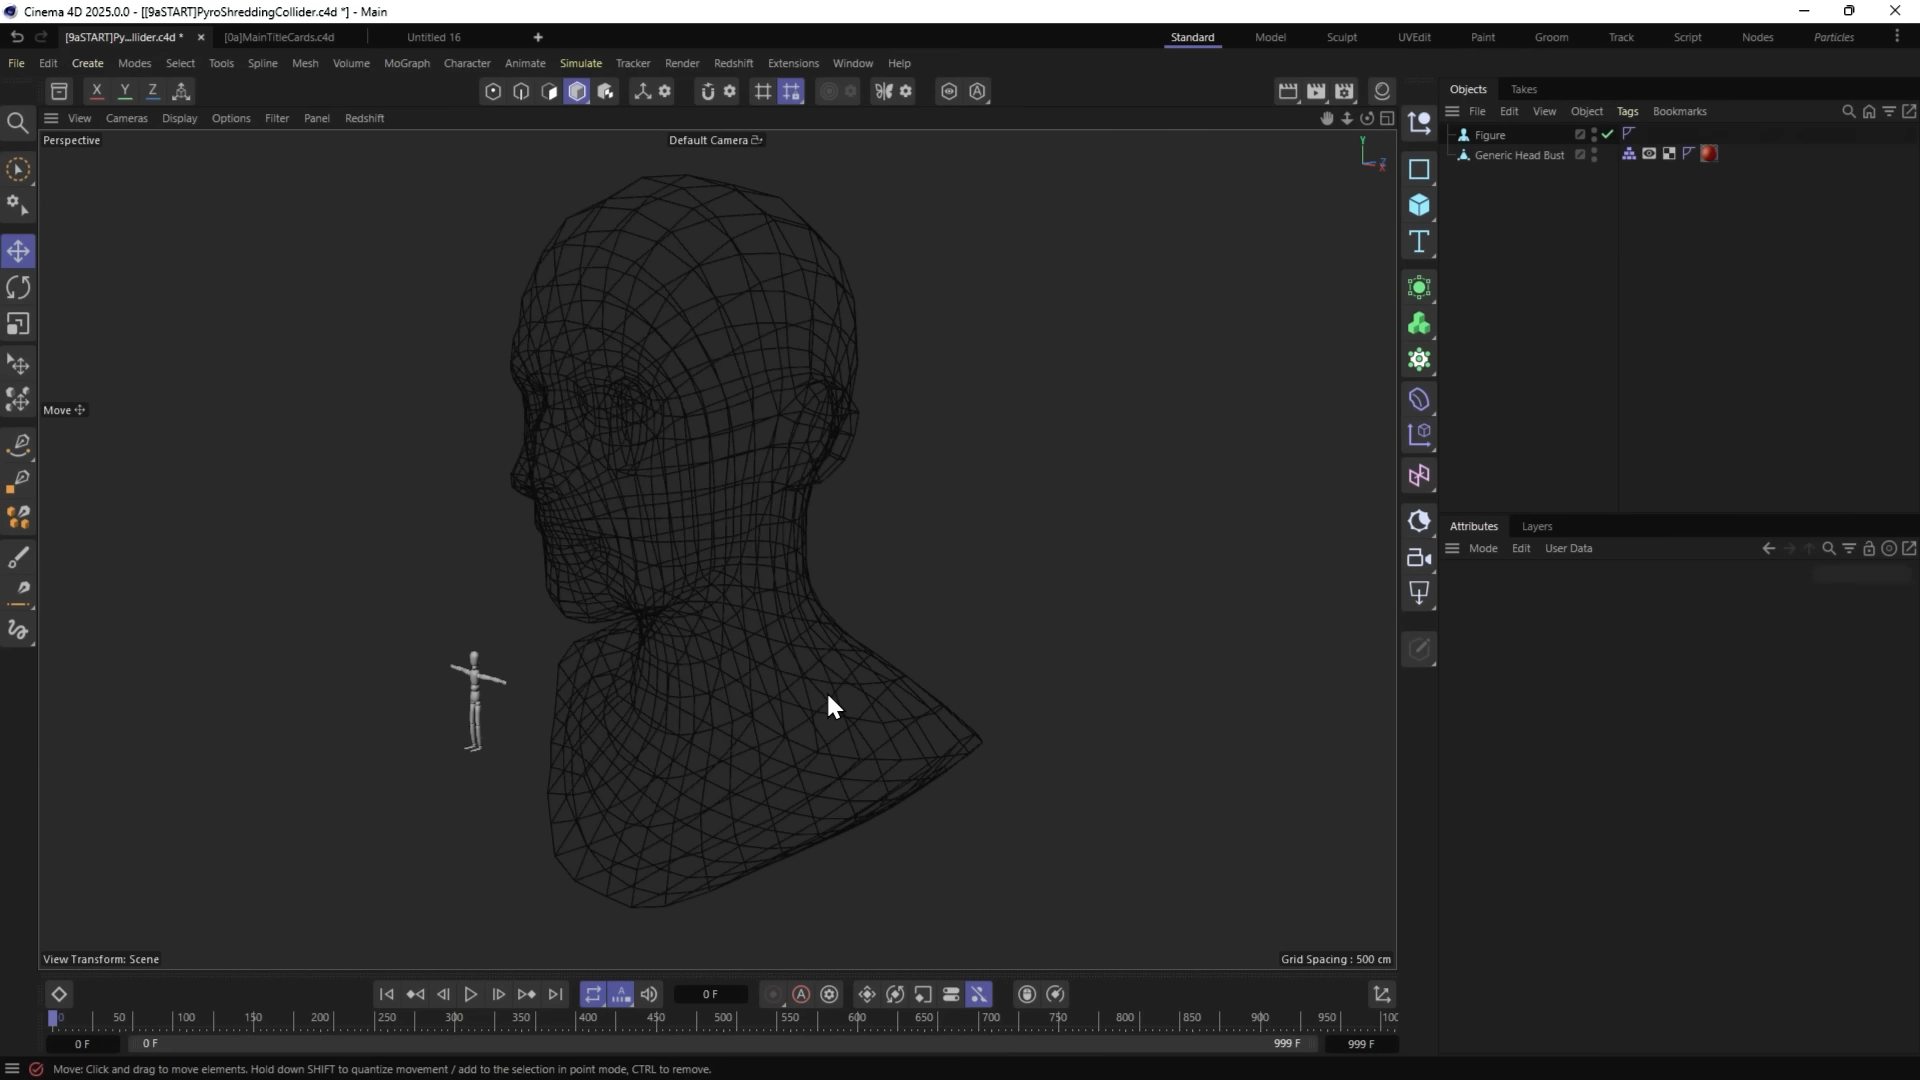 Cinema 4D 2025.0.0 - [[9aSTART]PyroShreddingCollider.c4d *] - Main
[9aSTART]Py...llider.c4d *
[0a]MainTitleCards.c4d
Untitled 16
Standard
Model
Sculpt
UVEdit
Paint
Groom
Track
Script
Nodes
Particles
File
Edit
Create
Modes
Select
Tools
Spline
Mesh
Volume
MoGraph
Character
Animate
Simulate
Tracker
Render
Redshift
Extensions
Window
Help
X
Y
Z
Objects
Takes
View
Cameras
Display
Options
Filter
Panel
Redshift
File
Edit
View
Object
Tags
Bookmarks
Perspective
Default Camera
Y
Z
X
Figure
Generic Head Bust
Move
Attributes
Layers
Mode
Edit
User Data
View Transform: Scene
Grid Spacing : 500 cm
0 F
0 50 100 150 200 250 300 350 400 450 500 550 600 650 700 750 800 850 900 950 100
0 F
0 F
999 F
999 F
Move: Click and drag to move elements. Hold down SHIFT to quantize movement / add to the selection in point mode, CTRL to remove.